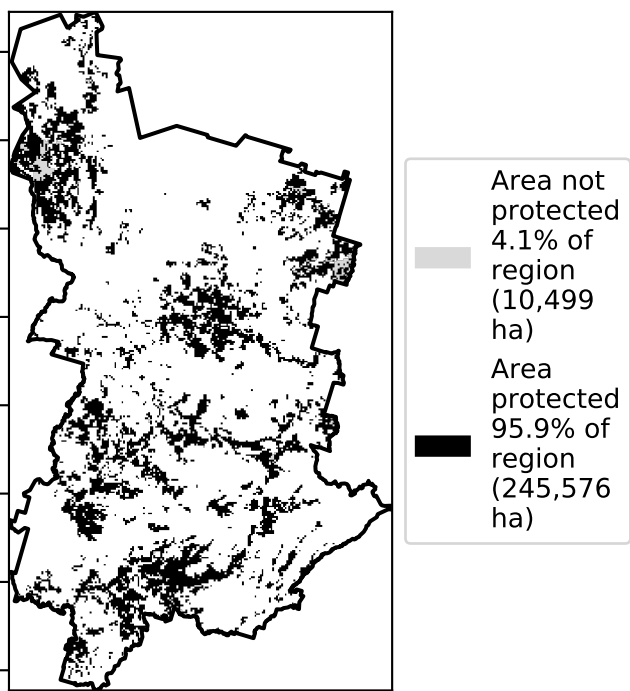 Area not
protected
4.1% of
region
(10,499
ha)
Area
protected
95.9% of
region
(245,576
ha)